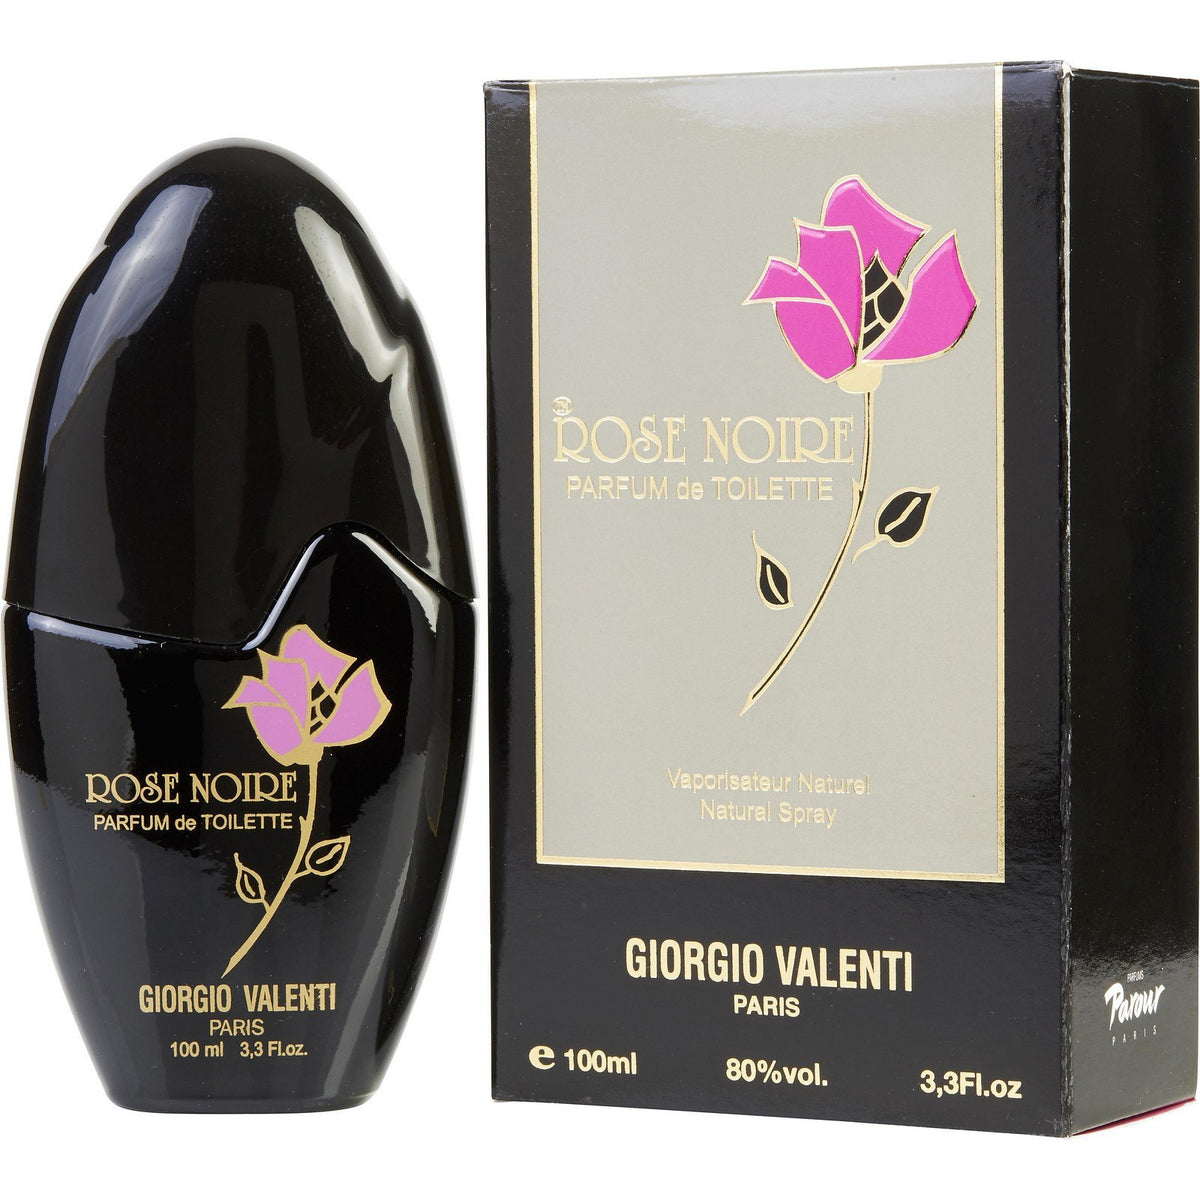 ROSE NOIRE
PARFUM de TOILETTE
GIORGIO VALENTI
PARIS
100 ml 3,3 Fl.oz.
ROSE NOIRE
PARFUM de TOILETTE
Vaporisateur Naturel
Natural Spray
GIORGIO VALENTI
PARIS
e 100ml 80%vol. 3,3Fl.oz
PARFUMS
Parour
PARIS